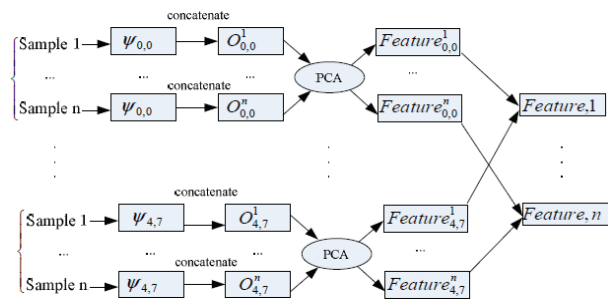 concatenate
Sample 1 ψ0,0 O¹0,0 Feature¹0,0
... ... ... PCA ... Feature,1
concatenate
Sample n ψ0,0 Oⁿ0,0 Featureⁿ0,0
concatenate
Sample 1 ψ4,7 O¹4,7 Feature¹4,7 Feature,n
... ... ... PCA ...
concatenate
Sample n ψ4,7 Oⁿ4,7 Featureⁿ4,7